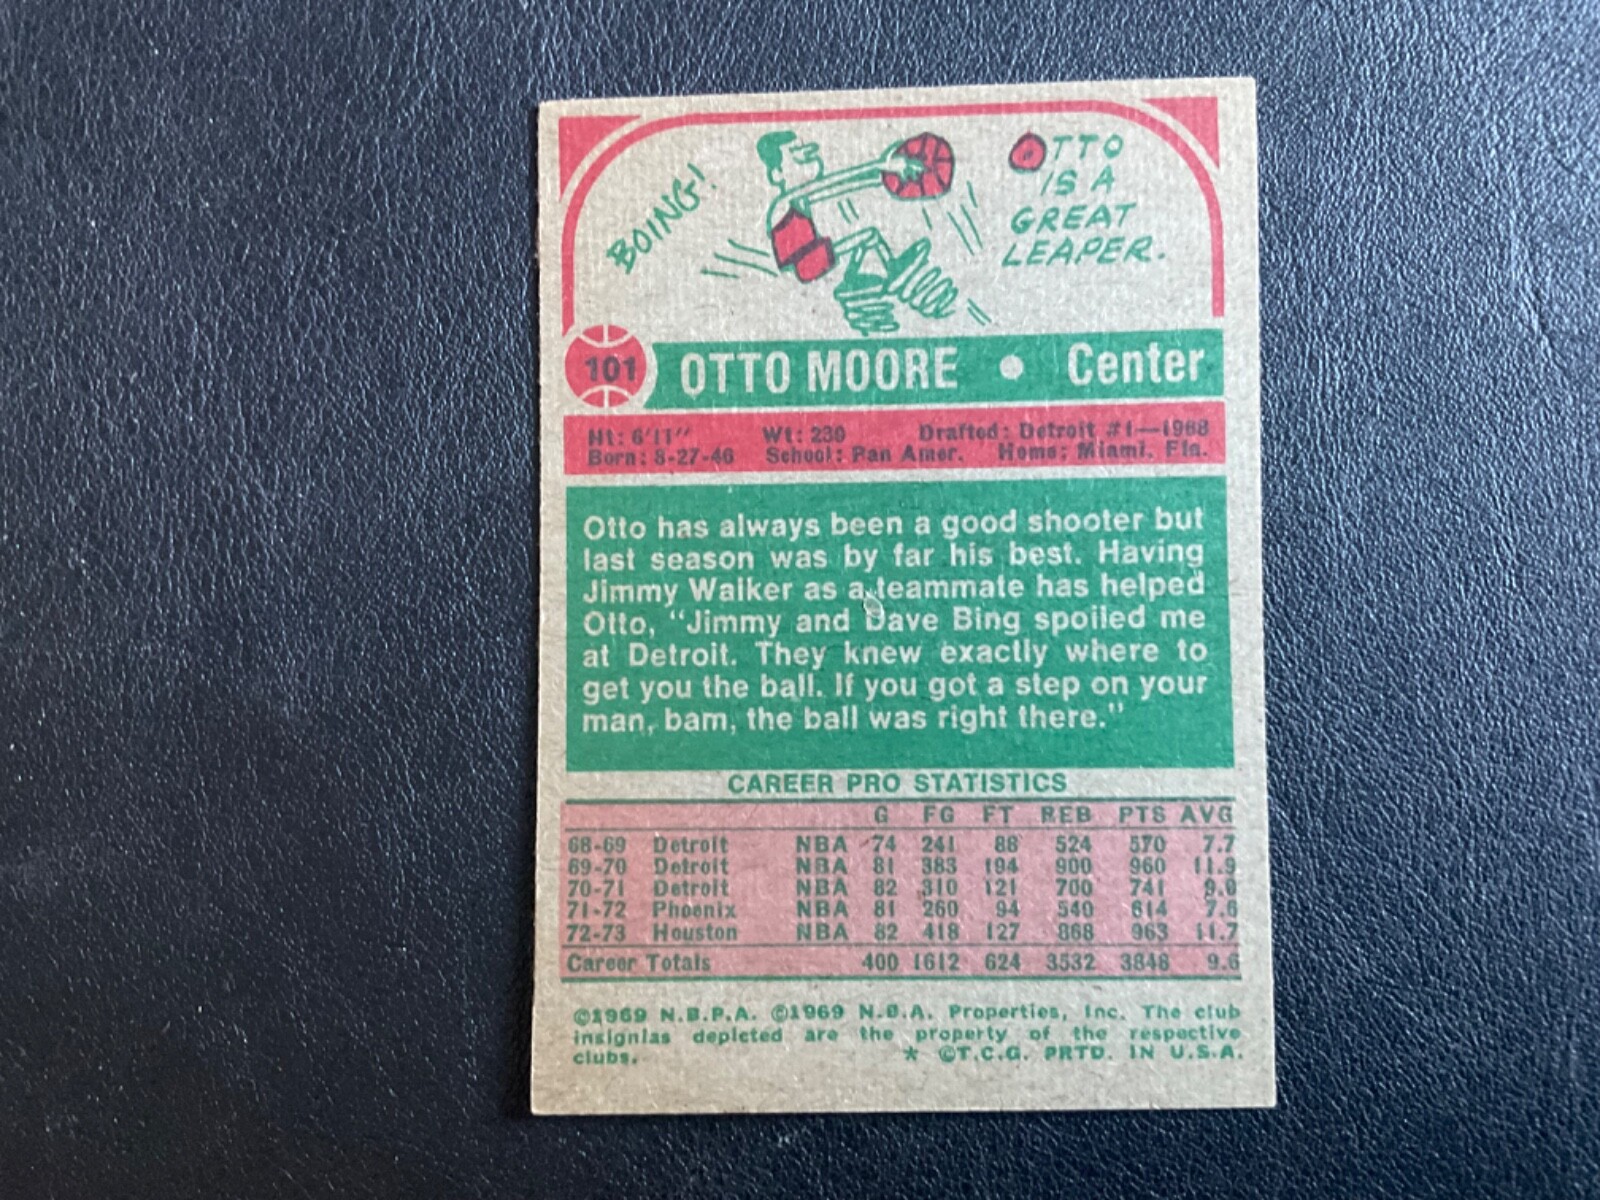 BOING!
OTTO
IS A
GREAT
LEAPER.
101 OTTO MOORE • Center
Ht: 6'11" Wt: 230 Drafted: Detroit #1—1968
Born: 8-27-46 School: Pan Amer. Home: Miami, Fla.
Otto has always been a good shooter but
last season was by far his best. Having
Jimmy Walker as a teammate has helped
Otto, "Jimmy and Dave Bing spoiled me
at Detroit. They knew exactly where to
get you the ball. If you got a step on your
man, bam, the ball was right there."
CAREER PRO STATISTICS
G FG FT REB PTS AVG
68-69 Detroit NBA 74 241 88 524 570 7.7
69-70 Detroit NBA 81 383 194 900 960 11.9
70-71 Detroit NBA 82 310 121 700 741 9.0
71-72 Phoenix NBA 81 260 94 540 614 7.6
72-73 Houston NBA 82 418 127 868 963 11.7
Career Totals 400 1612 624 3532 3848 9.6
©1969 N.B.P.A. ©1969 N.B.A. Properties, Inc. The club
insignias depicted are the property of the respective
clubs. * ©T.C.G. PRTD. IN U.S.A.